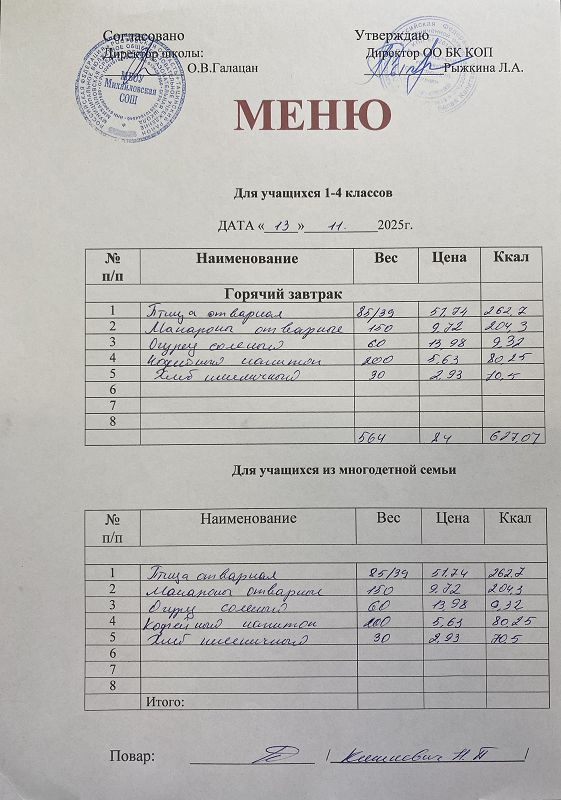 Согласовано Утверждаю
Директор школы: Директор ОО БК КОП
О.В.Галацан Рыжкина Л.А.
МБОУ
Михайловская
СОШ
МЕНЮ
Для учащихся 1-4 классов
ДАТА « 13 » 11. 2025г.
№ п/п Наименование Вес Цена Ккал
Горячий завтрак
1 Птица отварная 85/39 51,74 262,7
2 Макароны отварные 150 9,72 204,3
3 Огурец соленый 60 13,98 9,32
4 Кофейный напиток 200 5,63 80,25
5 Хлеб пшеничный 30 2,93 70,5
6
7
8
564 84 627,07
Для учащихся из многодетной семьи
№ п/п Наименование Вес Цена Ккал
1 Птица отварная 85/39 51,74 262,7
2 Макароны отварные 150 9,72 204,3
3 Огурец соленый 60 13,98 9,32
4 Кофейный напиток 200 5,63 80,25
5 Хлеб пшеничный 30 2,93 70,5
6
7
8
Итого:
Повар: / Н.П /